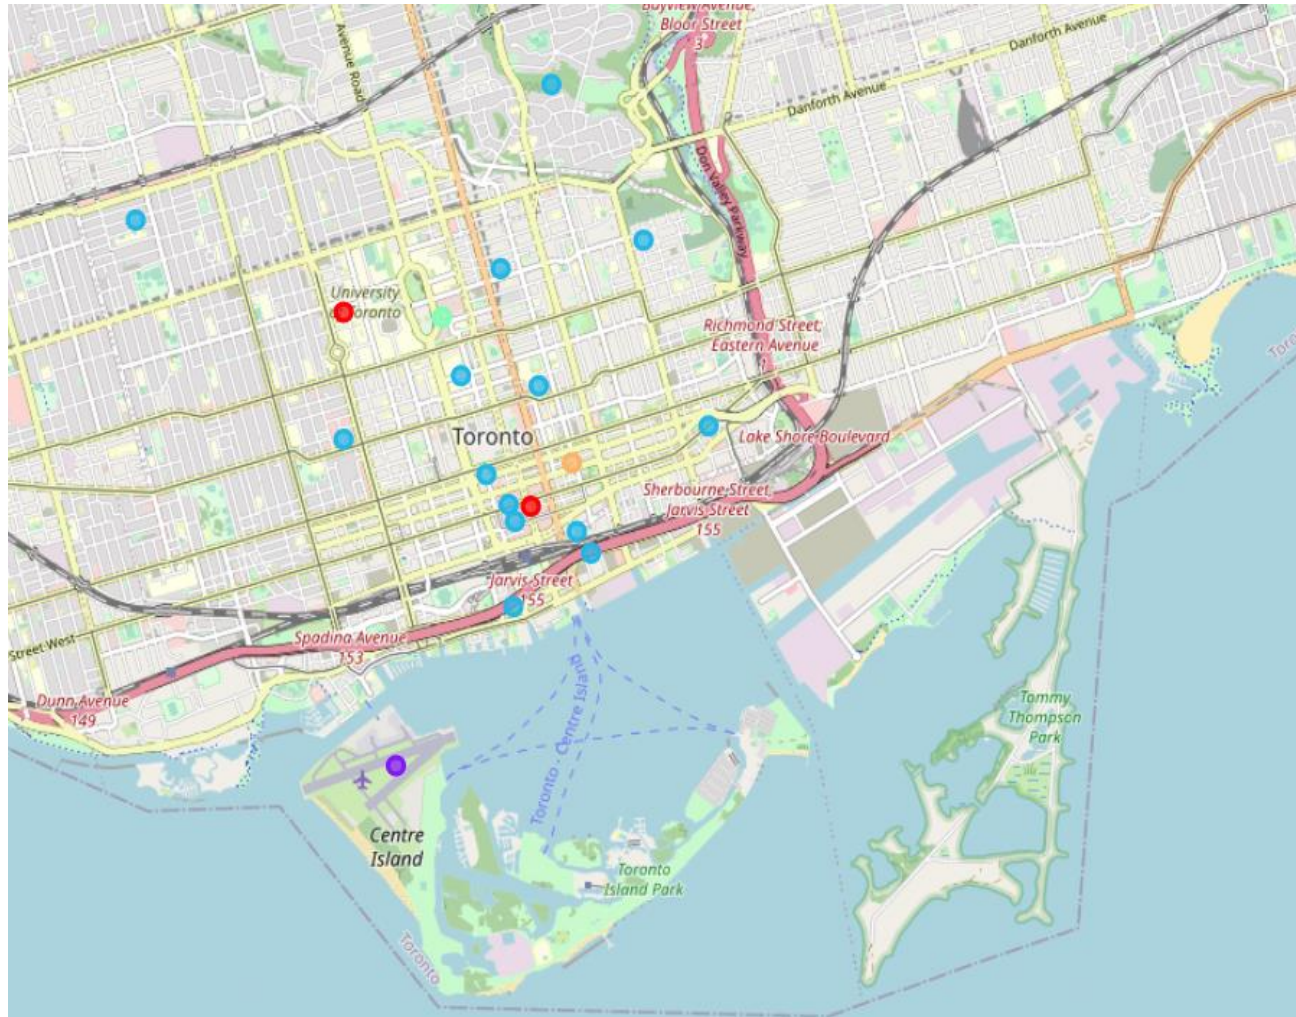 Bayview Avenue,
Bloor Street
3
Avenue Road
Danforth Avenue
Danforth Avenue
Don Valley Parkway
University
Toronto
Richmond Street,
Eastern Avenue
Toronto
Lake Shore Boulevard
Sherbourne Street,
Jarvis Street
155
Jarvis Street
155
Spadina Avenue
153
Street West
Dunn Avenue
149
Toronto - Centre Island
Tommy
Thompson
Park
Centre
Island
Toronto
Island Park
Toronto